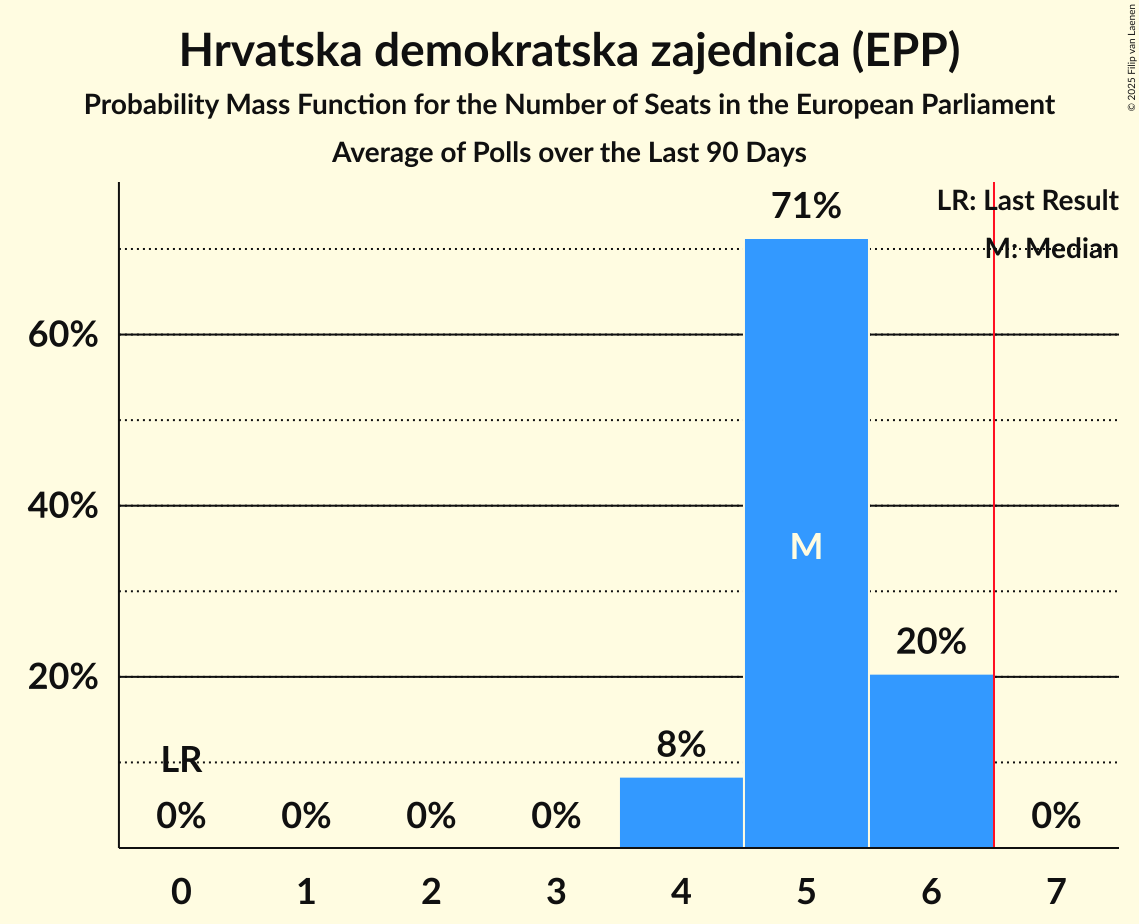 Hrvatska demokratska zajednica (EPP)
Probability Mass Function for the Number of Seats in the European Parliament
Average of Polls over the Last 90 Days
© 2025 Filip van Laenen
LR: Last Result
M: Median
71%
60%
40%
M
20%
20%
8%
LR
0% 0% 0% 0% 0%
0 1 2 3 4 5 6 7